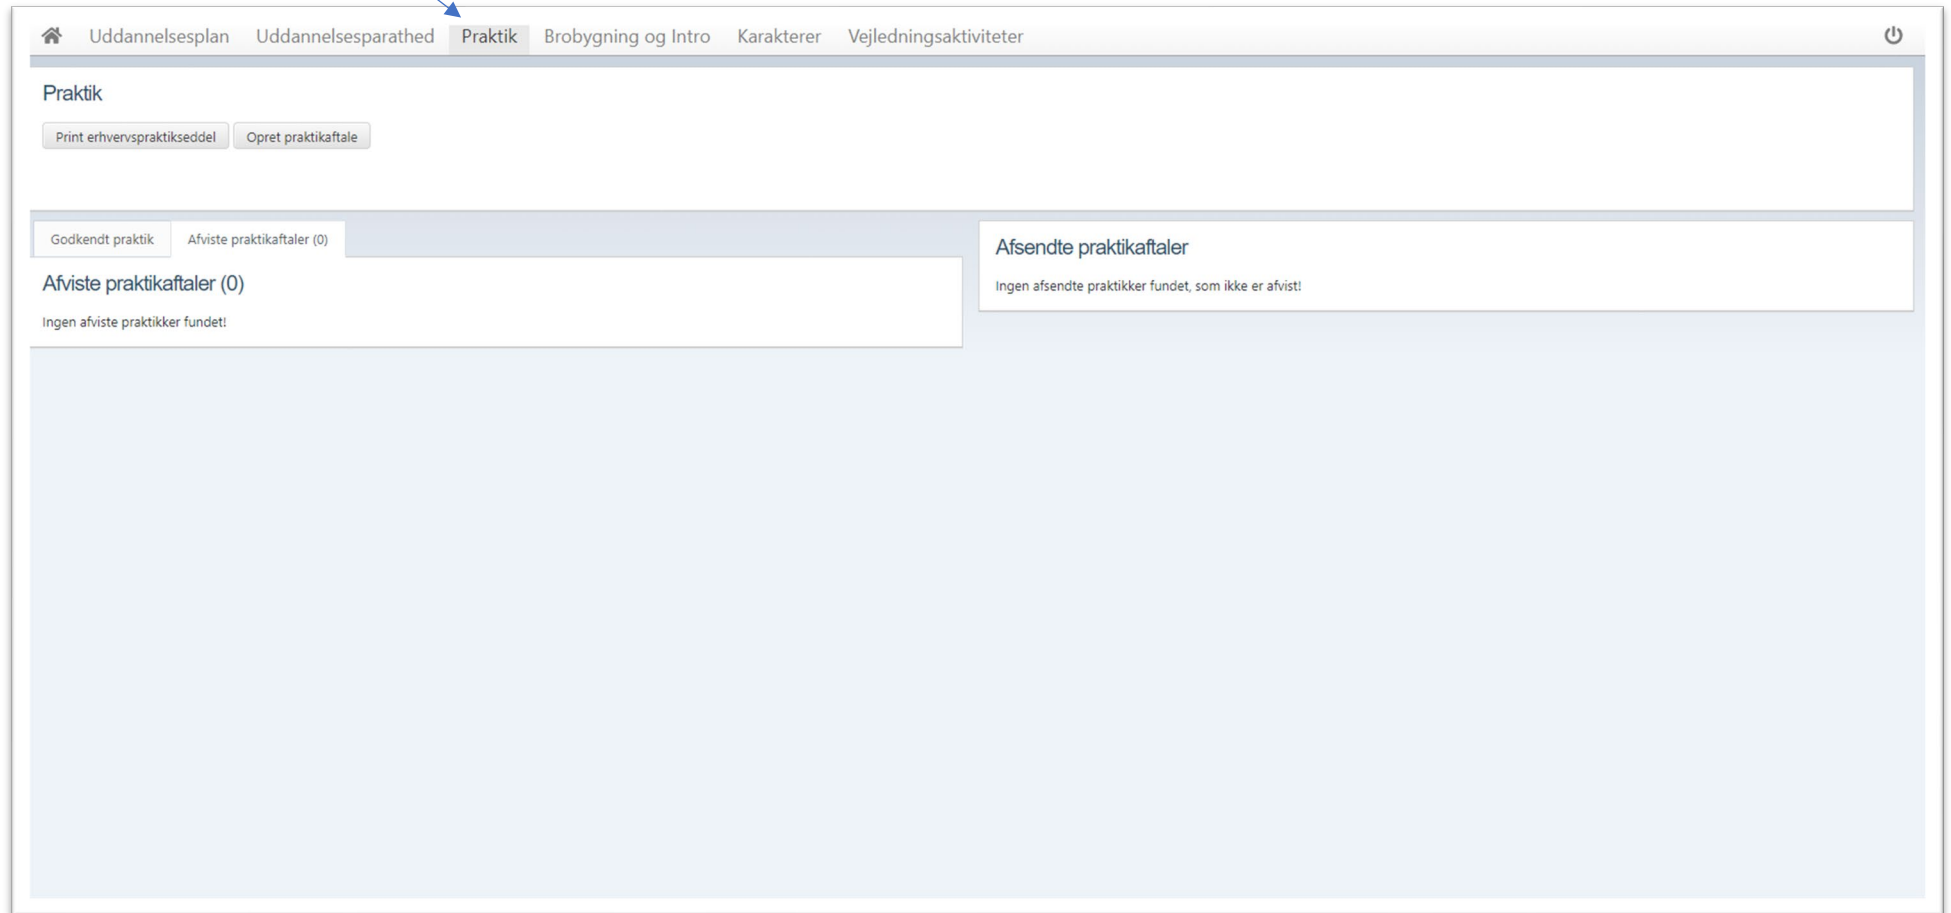 Uddannelsesplan Uddannelsesparathed Praktik Brobygning og Intro Karakterer Vejledningsaktiviteter
Praktik
Print erhvervspraktikseddel Opret praktikaftale
Godkendt praktik Afviste praktikaftaler (0)
Afviste praktikaftaler (0)
Ingen afviste praktikker fundet!
Afsendte praktikaftaler
Ingen afsendte praktikker fundet, som ikke er afvist!